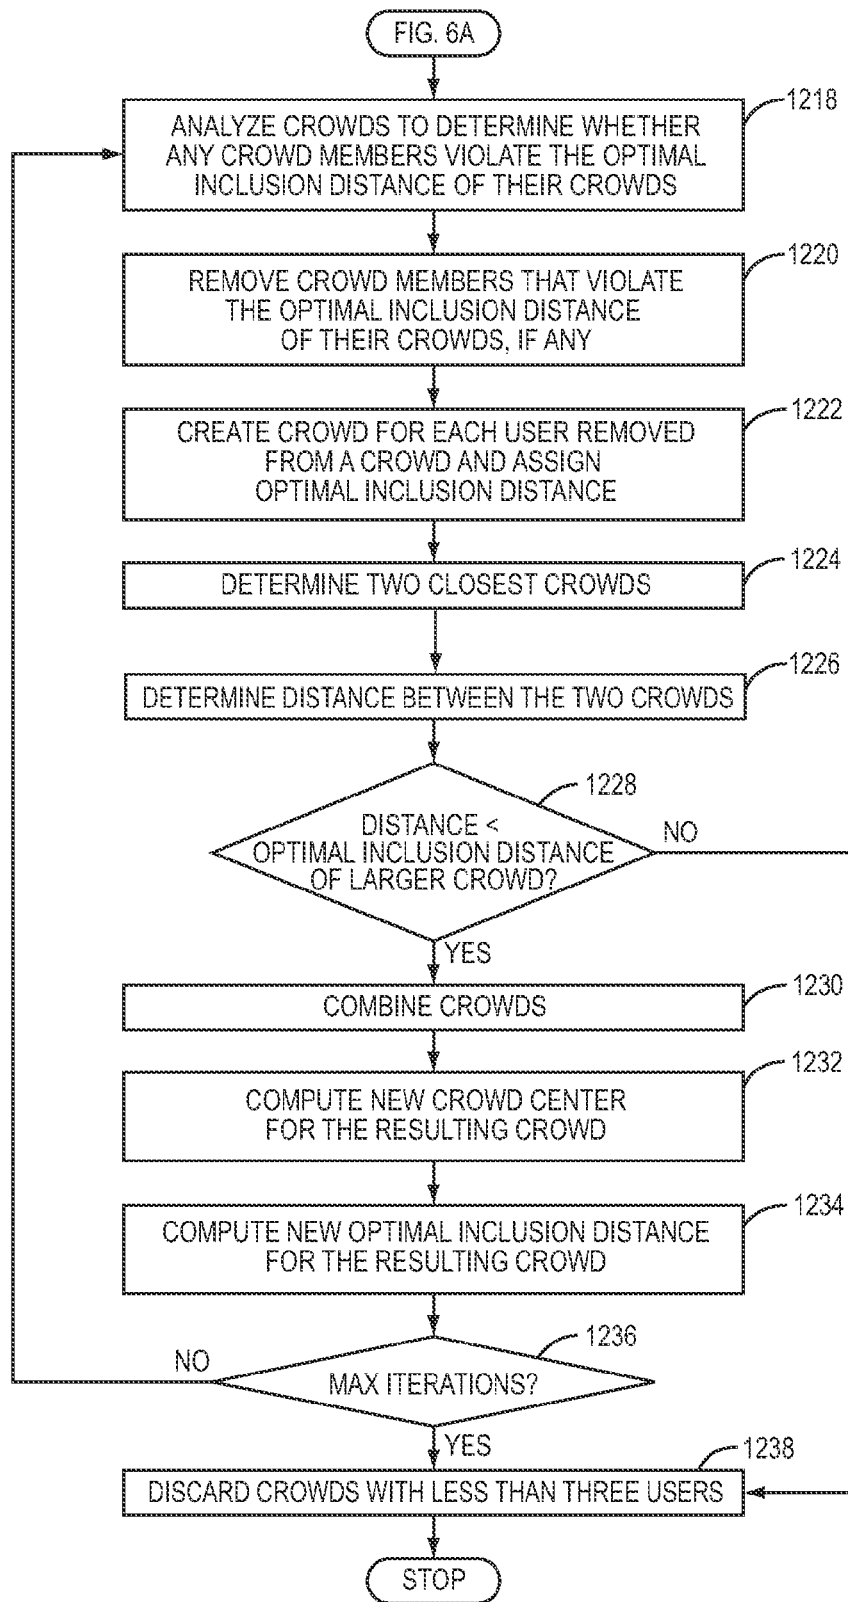 FIG. 6A
1218
ANALYZE CROWDS TO DETERMINE WHETHER
ANY CROWD MEMBERS VIOLATE THE OPTIMAL
INCLUSION DISTANCE OF THEIR CROWDS
1220
REMOVE CROWD MEMBERS THAT VIOLATE
THE OPTIMAL INCLUSION DISTANCE
OF THEIR CROWDS, IF ANY
1222
CREATE CROWD FOR EACH USER REMOVED
FROM A CROWD AND ASSIGN
OPTIMAL INCLUSION DISTANCE
1224
DETERMINE TWO CLOSEST CROWDS
1226
DETERMINE DISTANCE BETWEEN THE TWO CROWDS
1228
DISTANCE <
OPTIMAL INCLUSION DISTANCE
OF LARGER CROWD?
NO
YES
1230
COMBINE CROWDS
1232
COMPUTE NEW CROWD CENTER
FOR THE RESULTING CROWD
1234
COMPUTE NEW OPTIMAL INCLUSION DISTANCE
FOR THE RESULTING CROWD
1236
NO
MAX ITERATIONS?
YES
1238
DISCARD CROWDS WITH LESS THAN THREE USERS
STOP